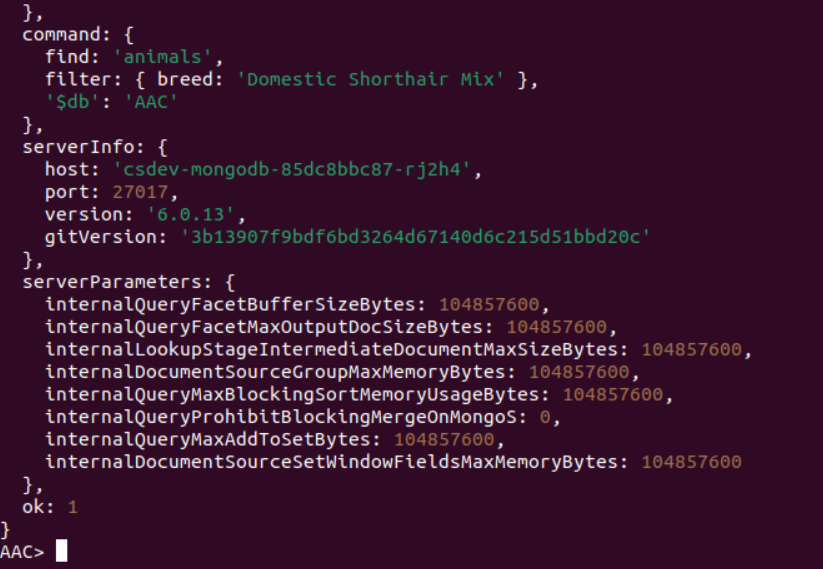 },
  command: {
    find: 'animals',
    filter: { breed: 'Domestic Shorthair Mix' },
    '$db': 'AAC'
  },
  serverInfo: {
    host: 'csdev-mongodb-85dc8bbc87-rj2h4',
    port: 27017,
    version: '6.0.13',
    gitVersion: '3b13907f9bdf6bd3264d67140d6c215d51bbd20c'
  },
  serverParameters: {
    internalQueryFacetBufferSizeBytes: 104857600,
    internalQueryFacetMaxOutputDocSizeBytes: 104857600,
    internalLookupStageIntermediateDocumentMaxSizeBytes: 104857600,
    internalDocumentSourceGroupMaxMemoryBytes: 104857600,
    internalQueryMaxBlockingSortMemoryUsageBytes: 104857600,
    internalQueryProhibitBlockingMergeOnMongoS: 0,
    internalQueryMaxAddToSetBytes: 104857600,
    internalDocumentSourceSetWindowFieldsMaxMemoryBytes: 104857600
  },
  ok: 1
}
AAC>